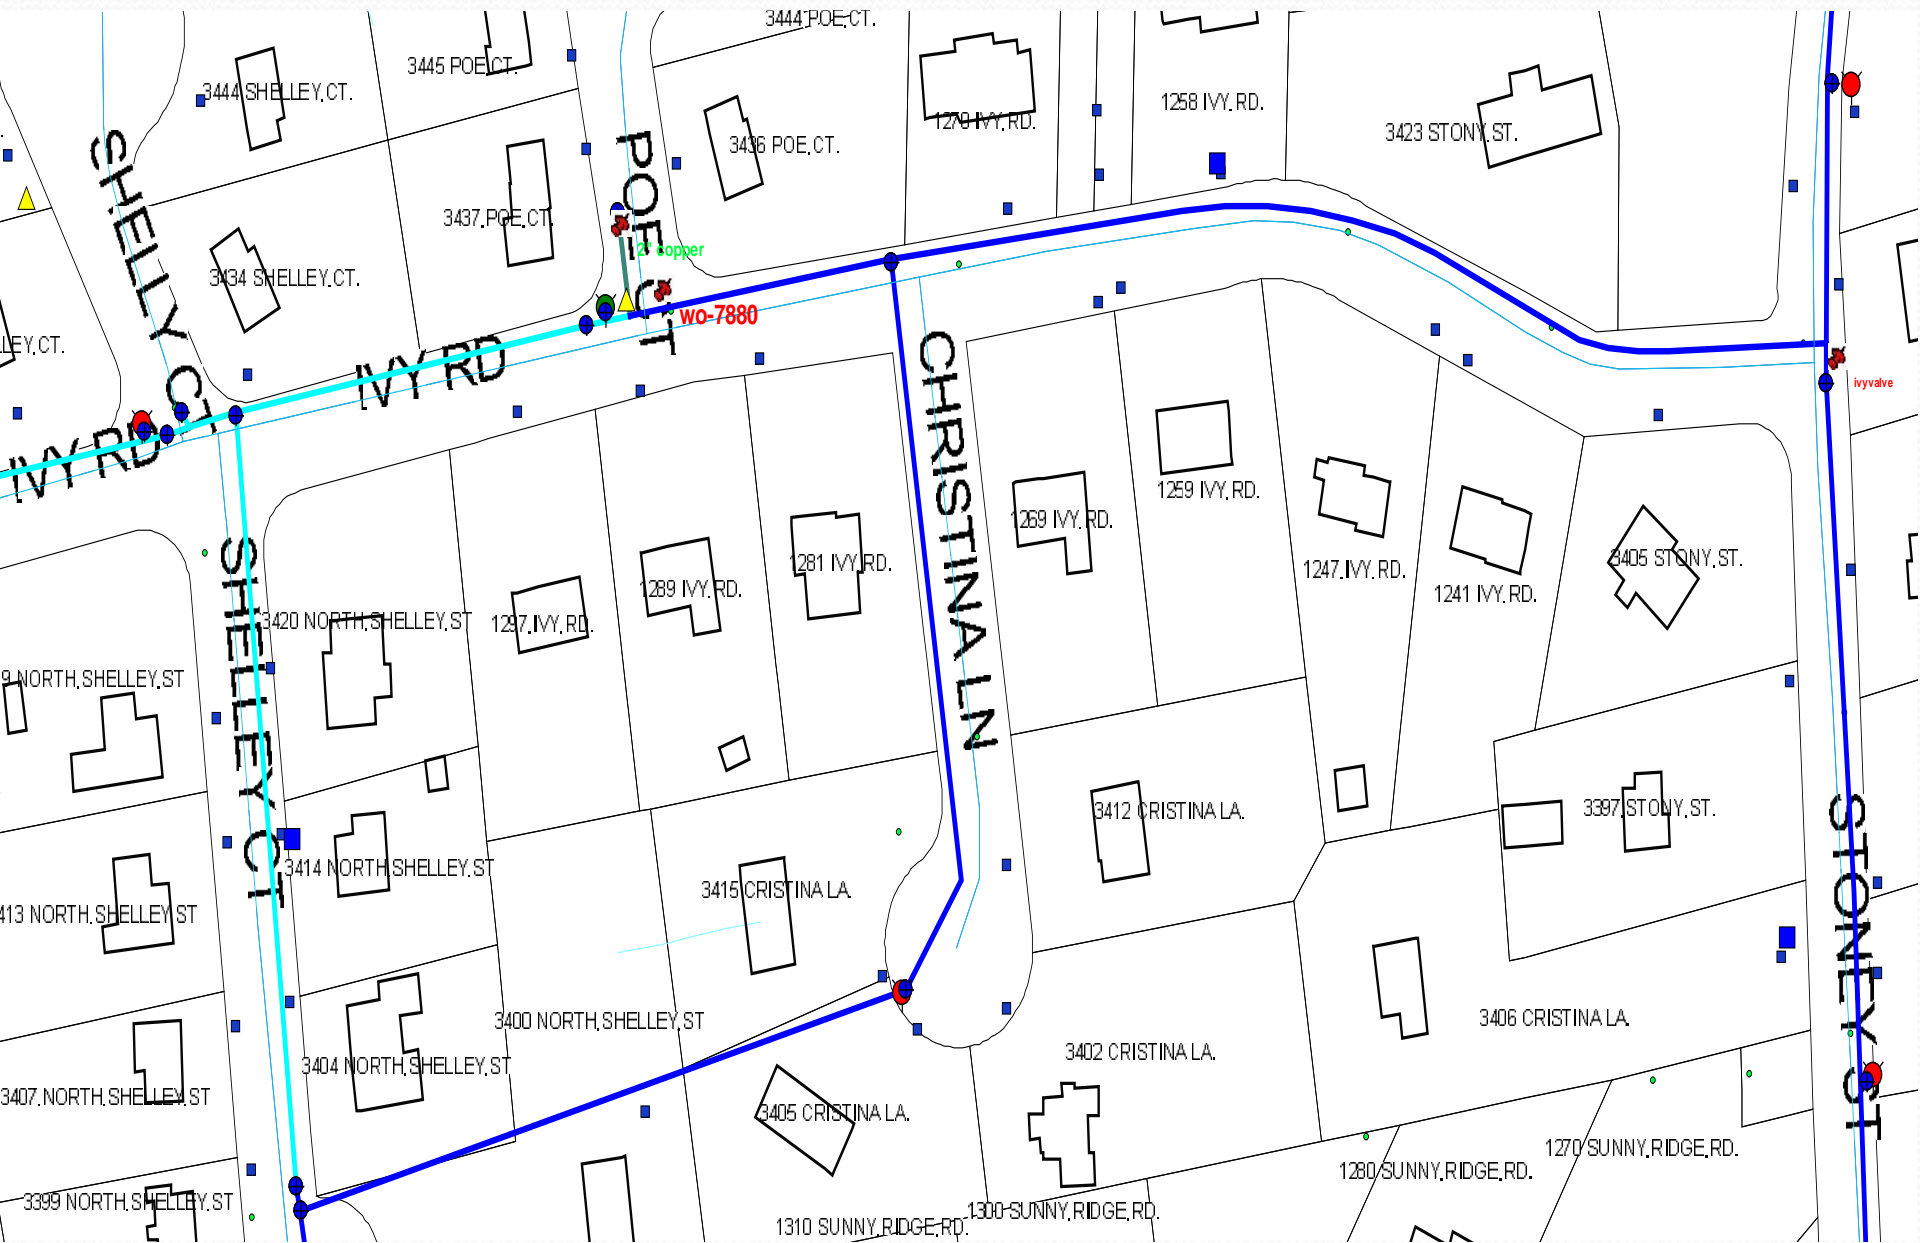 3444 POE.CT.
3445 POE.CT.
3444 SHELLEY.CT.
1258 IVY.RD.
1270 IVY.RD.
3423 STONY.ST.
3436 POE.CT.
SHELLY CT
POE CT
3437.POE.CT.
2" copper
3434 SHELLEY.CT.
wo-7880
LEY.CT.
IVY RD
ivyvalve
IVY RD
CHRISTINA LN
1259 IVY.RD.
1269 IVY.RD.
1281 IVY.RD.
1247.IVY.RD.
3405 STONY.ST.
1289 IVY.RD.
1241 IVY.RD.
SHELLEY CT
3420 NORTH.SHELLEY.ST
1297.IVY.RD.
9 NORTH.SHELLEY.ST
3412 CRISTINA LA.
3397.STONY.ST.
STONEY CT
3414 NORTH.SHELLEY.ST
3415 CRISTINA LA.
413 NORTH.SHELLEY.ST
3400 NORTH.SHELLEY.ST
3406 CRISTINA LA.
3402 CRISTINA LA.
3404 NORTH.SHELLEY.ST
3407.NORTH.SHELLEY.ST
3405 CRISTINA LA.
1270 SUNNY.RIDGE.RD.
1280 SUNNY.RIDGE.RD.
3399 NORTH.SHELLEY.ST
1300 SUNNY.RIDGE.RD.
1310 SUNNY.RIDGE.RD.